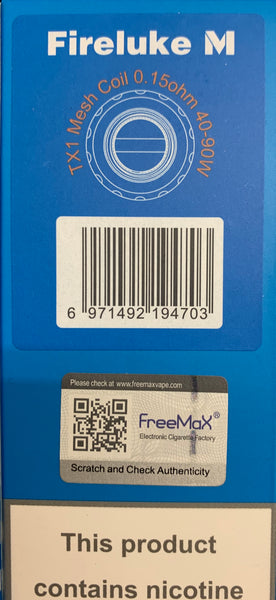 Fireluke M
TX1 Mesh Coil 0.15ohm 40-90W
6 971492 194703
Please check at www.freemaxvape.com
FreeMaX®
Electronic Cigarette Factory
Scratch and Check Authenticity
This product
contains nicotine